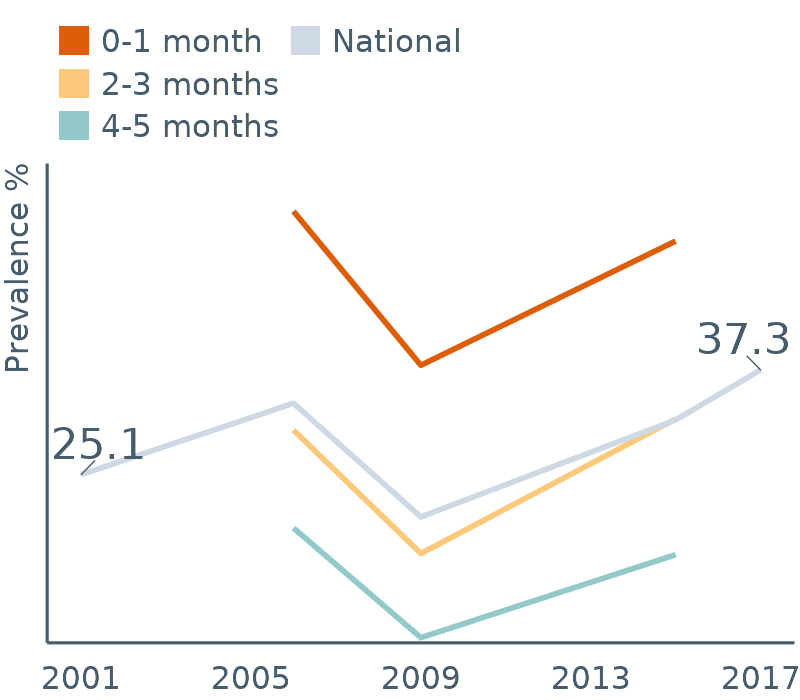 0-1 month
National
2-3 months
4-5 months
Prevalence %
37.3
25.1
2001 2005 2009 2013 2017